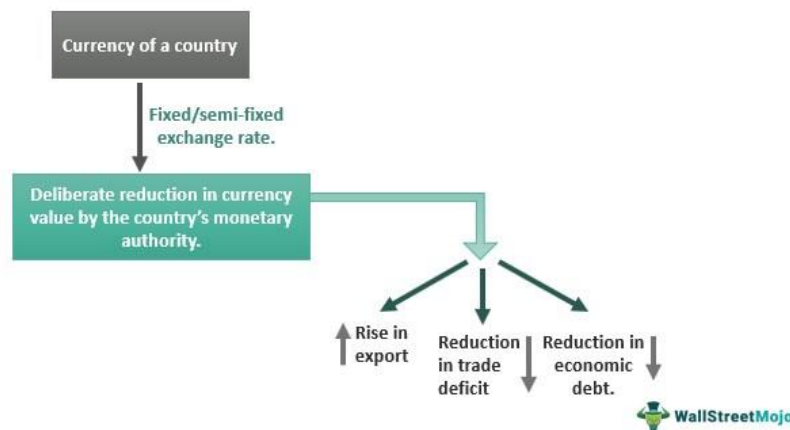 Currency of a country
Fixed/semi-fixed
exchange rate.
Deliberate reduction in currency
value by the country's monetary
authority.
Rise in
export
Reduction
in trade
deficit
Reduction in
economic
debt.
WallStreetMojo